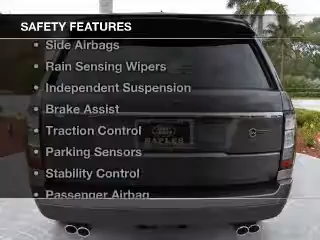 SAFETY FEATURES
• Side Airbags
• Rain Sensing Wipers
• Independent Suspension
• Brake Assist
• Traction Control
• Parking Sensors
• Stability Control
• Passenger Airbag
NAPLES